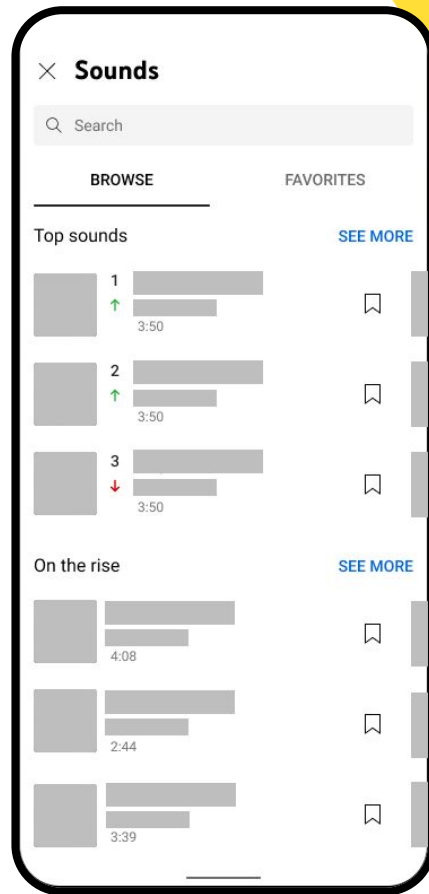 Sounds
Search
BROWSE FAVORITES
Top sounds SEE MORE
1
3:50
2
3:50
3
3:50
On the rise SEE MORE
4:08
2:44
3:39